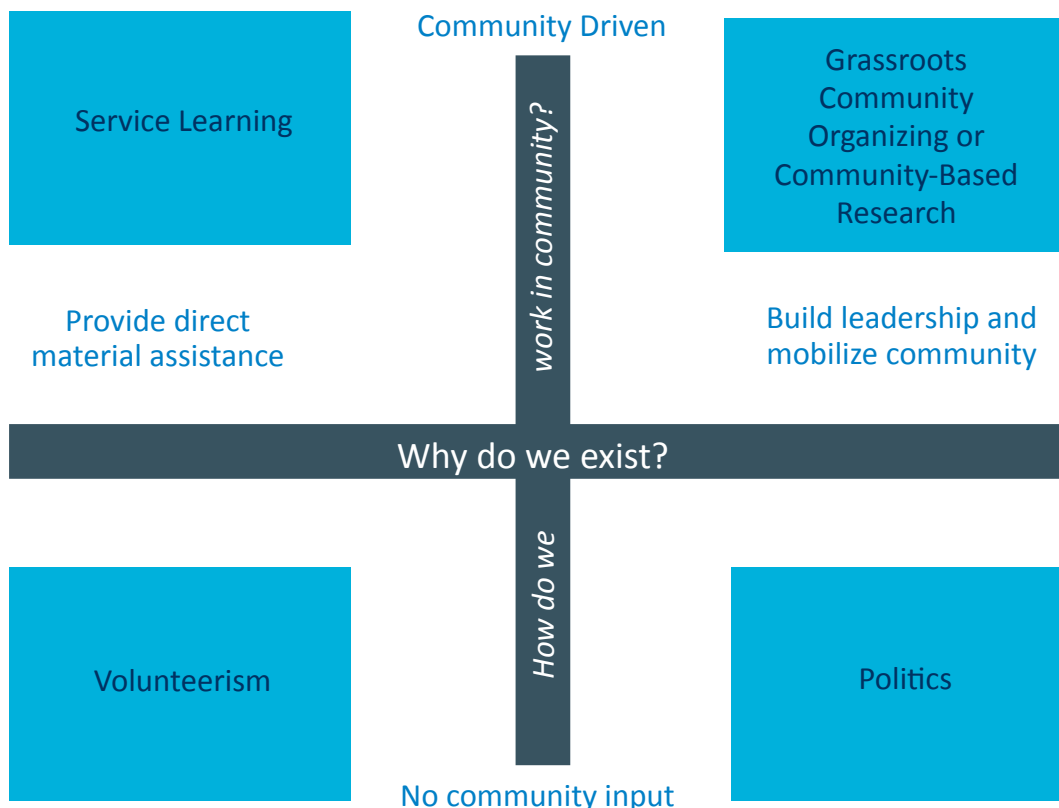 Community Driven
Service Learning
Grassroots
Community
Organizing or
Community-Based
Research
Provide direct
material assistance
Build leadership and
mobilize community
Why do we exist?
How do we
work in community?
Volunteerism
Politics
No community input